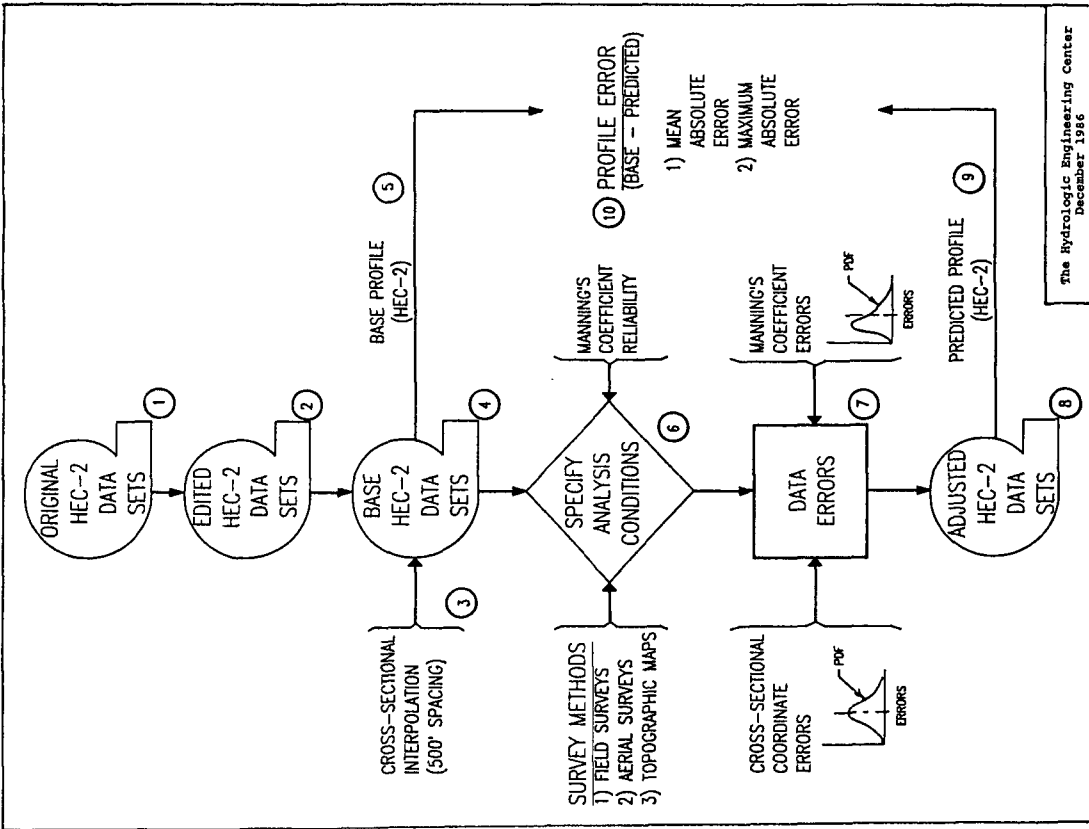 ORIGINAL
HEC-2
DATA
SETS
1
EDITED
HEC-2
DATA
SETS
2
CROSS-SECTIONAL
INTERPOLATION
(500' SPACING)
3
BASE
HEC-2
DATA
SETS
4
BASE PROFILE
(HEC-2)
5
SURVEY METHODS
1) FIELD SURVEYS
2) AERIAL SURVEYS
3) TOPOGRAPHIC MAPS
SPECIFY
ANALYSIS
CONDITIONS
6
MANNING'S
COEFFICIENT
RELIABILITY
CROSS-SECTIONAL
COORDINATE
ERRORS
PDF
ERRORS
DATA
ERRORS
7
MANNING'S
COEFFICIENT
ERRORS
PDF
ERRORS
ADJUSTED
HEC-2
DATA
SETS
8
PREDICTED PROFILE
(HEC-2)
9
10 PROFILE ERROR
(BASE - PREDICTED)
1) MEAN
ABSOLUTE
ERROR
2) MAXIMUM
ABSOLUTE
ERROR
The Hydrologic Engineering Center
December 1986